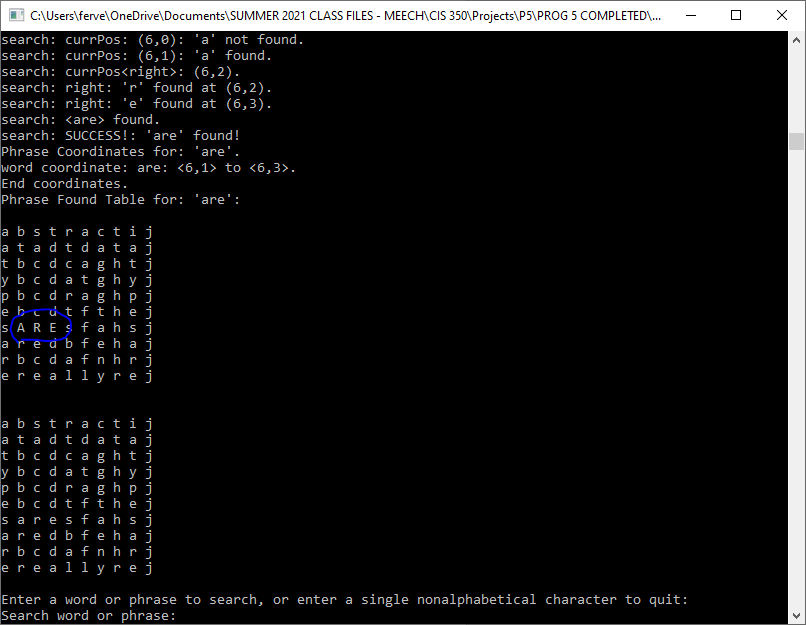 C:\Users\ferve\OneDrive\Documents\SUMMER 2021 CLASS FILES - MEECH\CIS 350\Projects\P5\PROG 5 COMPLETED\...
search: currPos: (6,0): 'a' not found.
search: currPos: (6,1): 'a' found.
search: currPos<right>: (6,2).
search: right: 'r' found at (6,2).
search: right: 'e' found at (6,3).
search: <are> found.
search: SUCCESS!: 'are' found!
Phrase Coordinates for: 'are'.
word coordinate: are: <6,1> to <6,3>.
End coordinates.
Phrase Found Table for: 'are':
a b s t r a c t i j
a t a d t d a t a j
t b c d c a g h t j
y b c d a t g h y j
p b c d r a g h p j
e b c d t f t h e j
s A R E s f a h s j
a r e d b f e h a j
r b c d a f n h r j
e r e a l l y r e j
a b s t r a c t i j
a t a d t d a t a j
t b c d c a g h t j
y b c d a t g h y j
p b c d r a g h p j
e b c d t f t h e j
s a r e s f a h s j
a r e d b f e h a j
r b c d a f n h r j
e r e a l l y r e j
Enter a word or phrase to search, or enter a single nonalphabetical character to quit:
Search word or phrase: